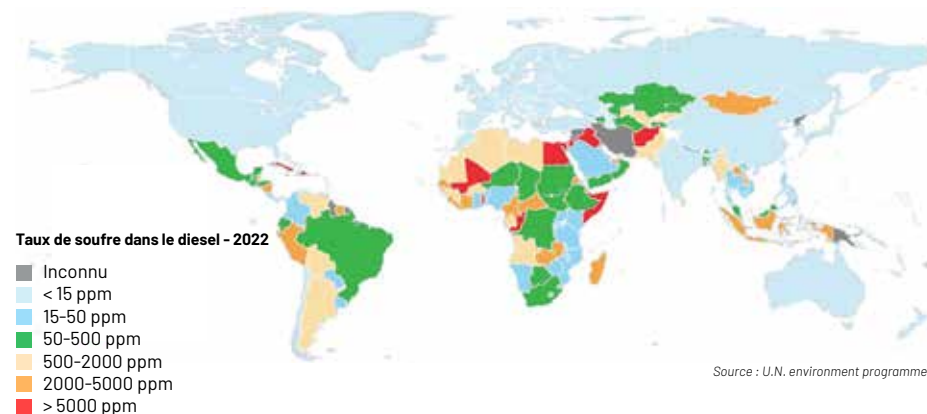 Taux de soufre dans le diesel - 2022
Inconnu
< 15 ppm
15-50 ppm
50-500 ppm
500-2000 ppm
2000-5000 ppm
> 5000 ppm
Source : U.N. environment programme